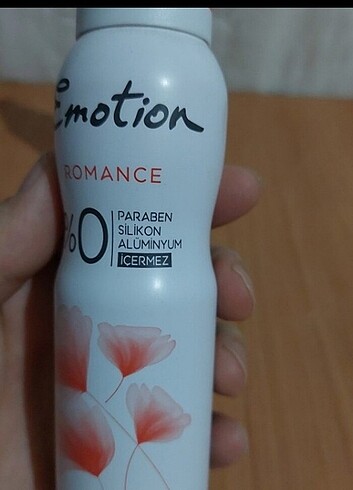 Emotion
ROMANCE
%0
PARABEN
SİLİKON
ALÜMİNYUM
İÇERMEZ